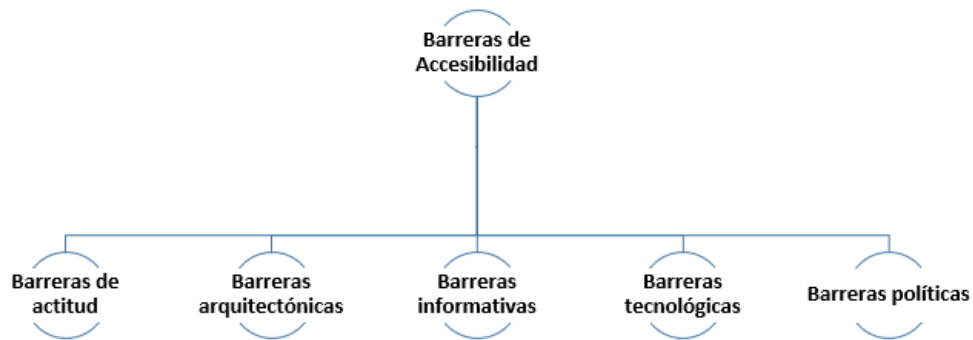 Barreras de
Accesibilidad
Barreras de
actitud
Barreras
arquitectónicas
Barreras
informativas
Barreras
tecnológicas
Barreras políticas